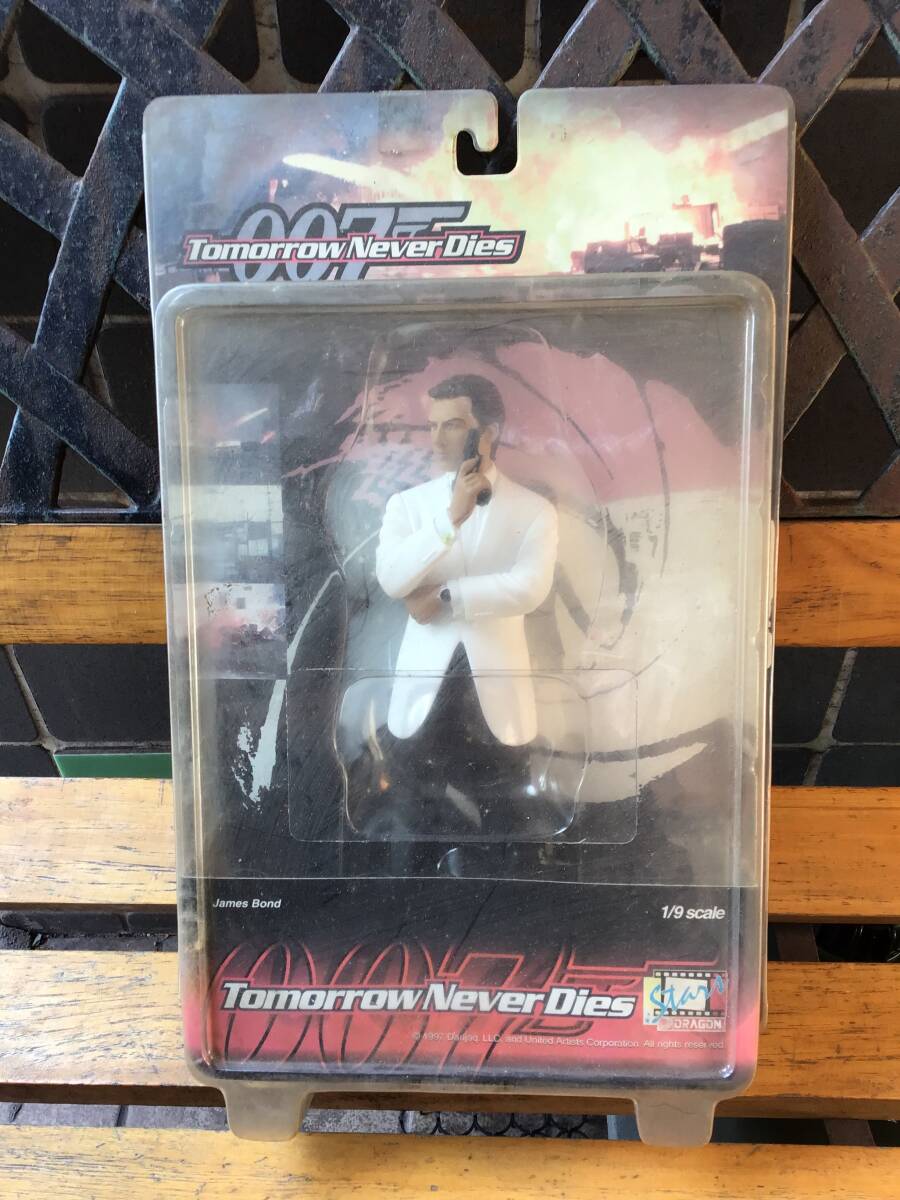 007
Tomorrow Never Dies
James Bond
1/9 scale
007
Tomorrow Never Dies
Stars
DRAGON
© 1997 Danjaq, LLC. and United Artists Corporation. All rights reserved